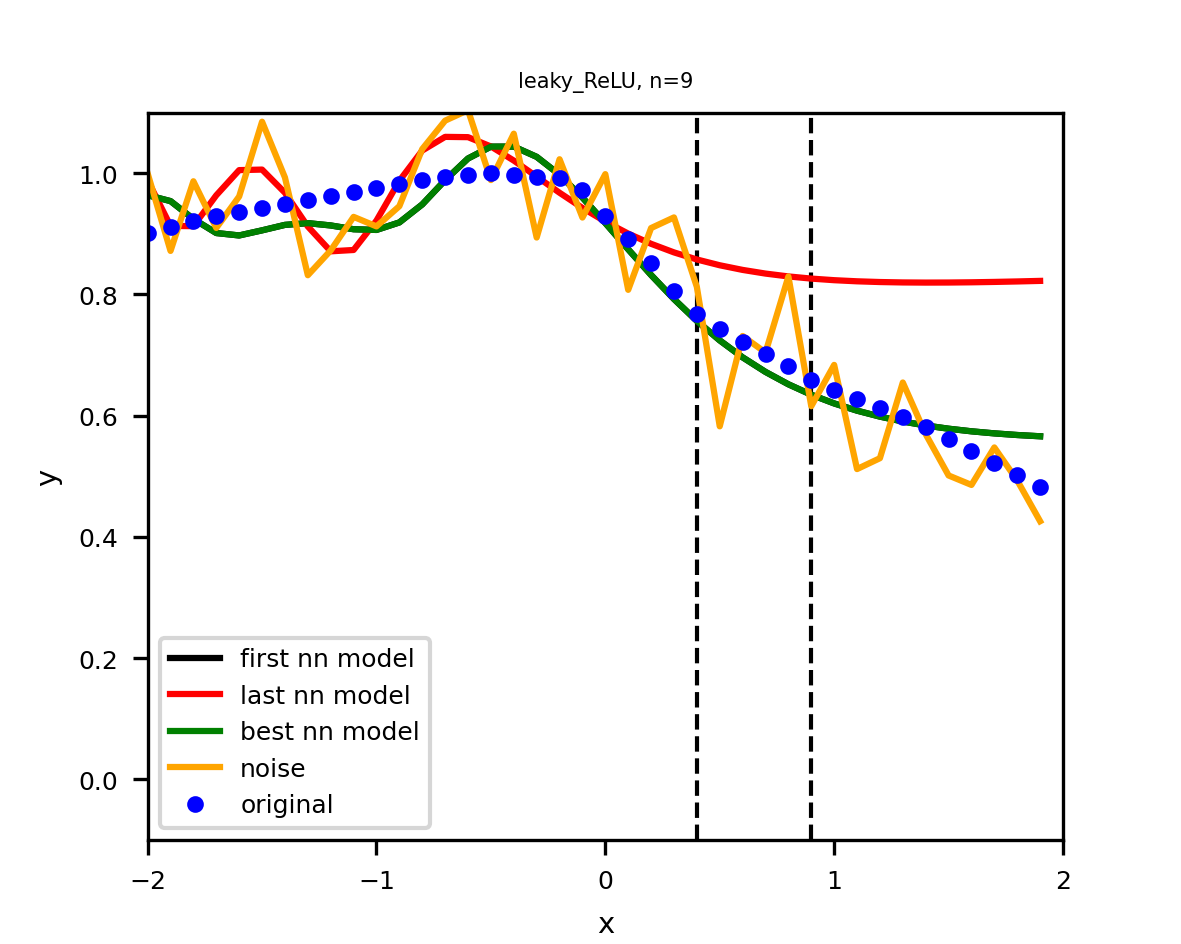 leaky_ReLU, n=9
1.0
0.8
0.6
0.4
0.2
0.0
y
first nn model
last nn model
best nn model
noise
original
−2
−1
0
1
2
x